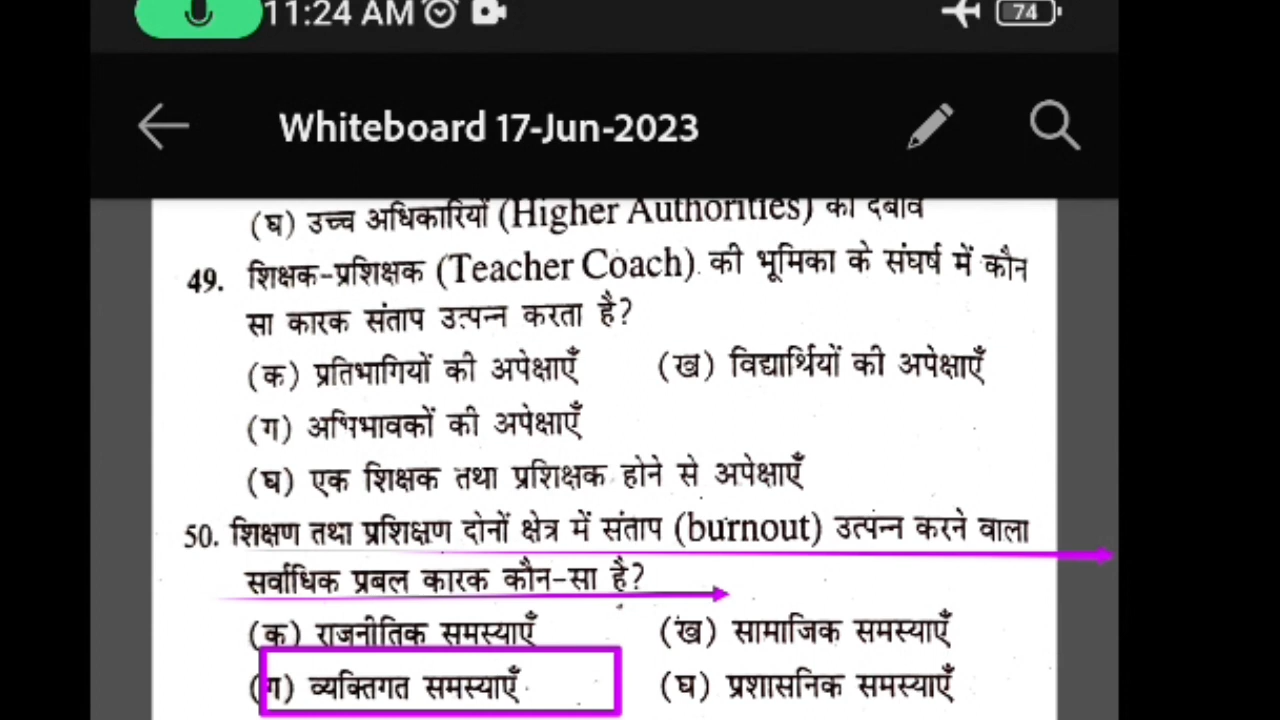 11:24 AM
74
Whiteboard 17-Jun-2023
(घ) उच्च अधिकारियों (Higher Authorities) का दबाव
49. शिक्षक-प्रशिक्षक (Teacher Coach) की भूमिका के संघर्ष में कौन
सा कारक संताप उत्पन्न करता है?
(क) प्रतिभागियों की अपेक्षाएँ (ख) विद्यार्थियों की अपेक्षाएँ
(ग) अभिभावकों की अपेक्षाएँ
(घ) एक शिक्षक तथा प्रशिक्षक होने से अपेक्षाएँ
50. शिक्षण तथा प्रशिक्षण दोनों क्षेत्र में संताप (burnout) उत्पन्न करने वाला
सर्वाधिक प्रबल कारक कौन-सा है?
(क) राजनीतिक समस्याएँ (ख) सामाजिक समस्याएँ
(ग) व्यक्तिगत समस्याएँ (घ) प्रशासनिक समस्याएँ